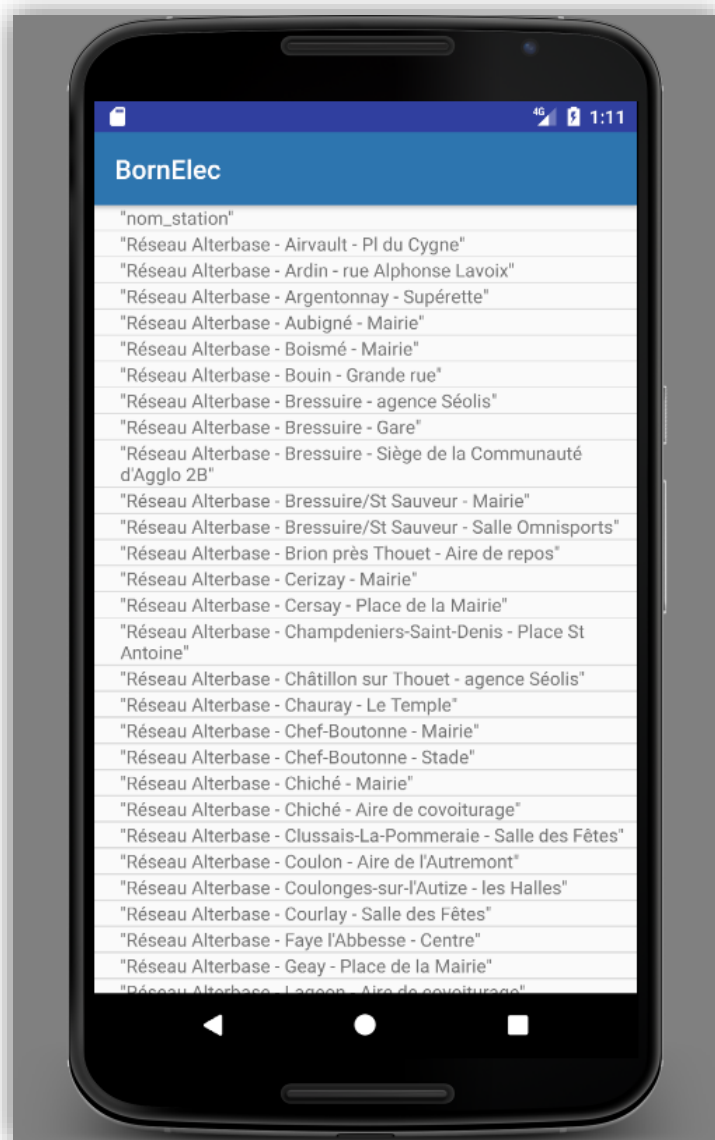 4G 1:11
BornElec
"nom_station"
"Réseau Alterbase - Airvault - Pl du Cygne"
"Réseau Alterbase - Ardin - rue Alphonse Lavoix"
"Réseau Alterbase - Argentonnay - Supérette"
"Réseau Alterbase - Aubigné - Mairie"
"Réseau Alterbase - Boismé - Mairie"
"Réseau Alterbase - Bouin - Grande rue"
"Réseau Alterbase - Bressuire - agence Séolis"
"Réseau Alterbase - Bressuire - Gare"
"Réseau Alterbase - Bressuire - Siège de la Communauté
d'Agglo 2B"
"Réseau Alterbase - Bressuire/St Sauveur - Mairie"
"Réseau Alterbase - Bressuire/St Sauveur - Salle Omnisports"
"Réseau Alterbase - Brion près Thouet - Aire de repos"
"Réseau Alterbase - Cerizay - Mairie"
"Réseau Alterbase - Cersay - Place de la Mairie"
"Réseau Alterbase - Champdeniers-Saint-Denis - Place St
Antoine"
"Réseau Alterbase - Châtillon sur Thouet - agence Séolis"
"Réseau Alterbase - Chauray - Le Temple"
"Réseau Alterbase - Chef-Boutonne - Mairie"
"Réseau Alterbase - Chef-Boutonne - Stade"
"Réseau Alterbase - Chiché - Mairie"
"Réseau Alterbase - Chiché - Aire de covoiturage"
"Réseau Alterbase - Clussais-La-Pommeraie - Salle des Fêtes"
"Réseau Alterbase - Coulon - Aire de l'Autremont"
"Réseau Alterbase - Coulonges-sur-l'Autize - les Halles"
"Réseau Alterbase - Courlay - Salle des Fêtes"
"Réseau Alterbase - Faye l'Abbesse - Centre"
"Réseau Alterbase - Geay - Place de la Mairie"
"Réseau Alterbase - Lageon - Aire de covoiturage"